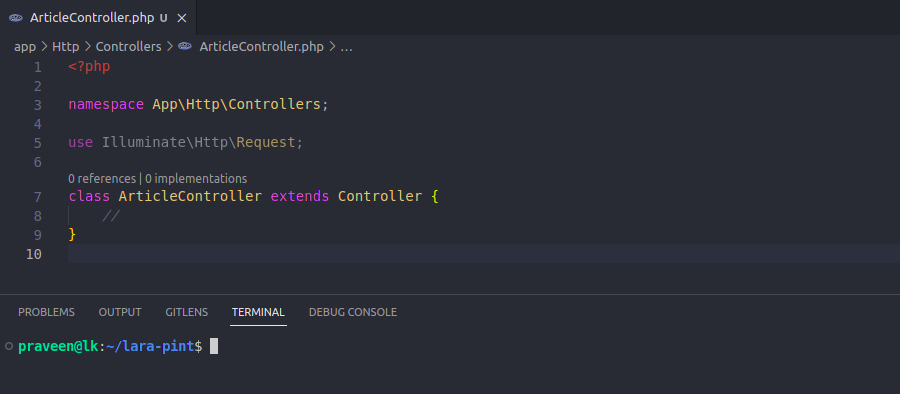 ArticleController.php U
app > Http > Controllers > ArticleController.php > ...
1 <?php
2
3 namespace App\Http\Controllers;
4
5 use Illuminate\Http\Request;
6
0 references | 0 implementations
7 class ArticleController extends Controller {
8     //
9 }
10
PROBLEMS OUTPUT GITLENS TERMINAL DEBUG CONSOLE
praveen@lk:~/lara-pint$